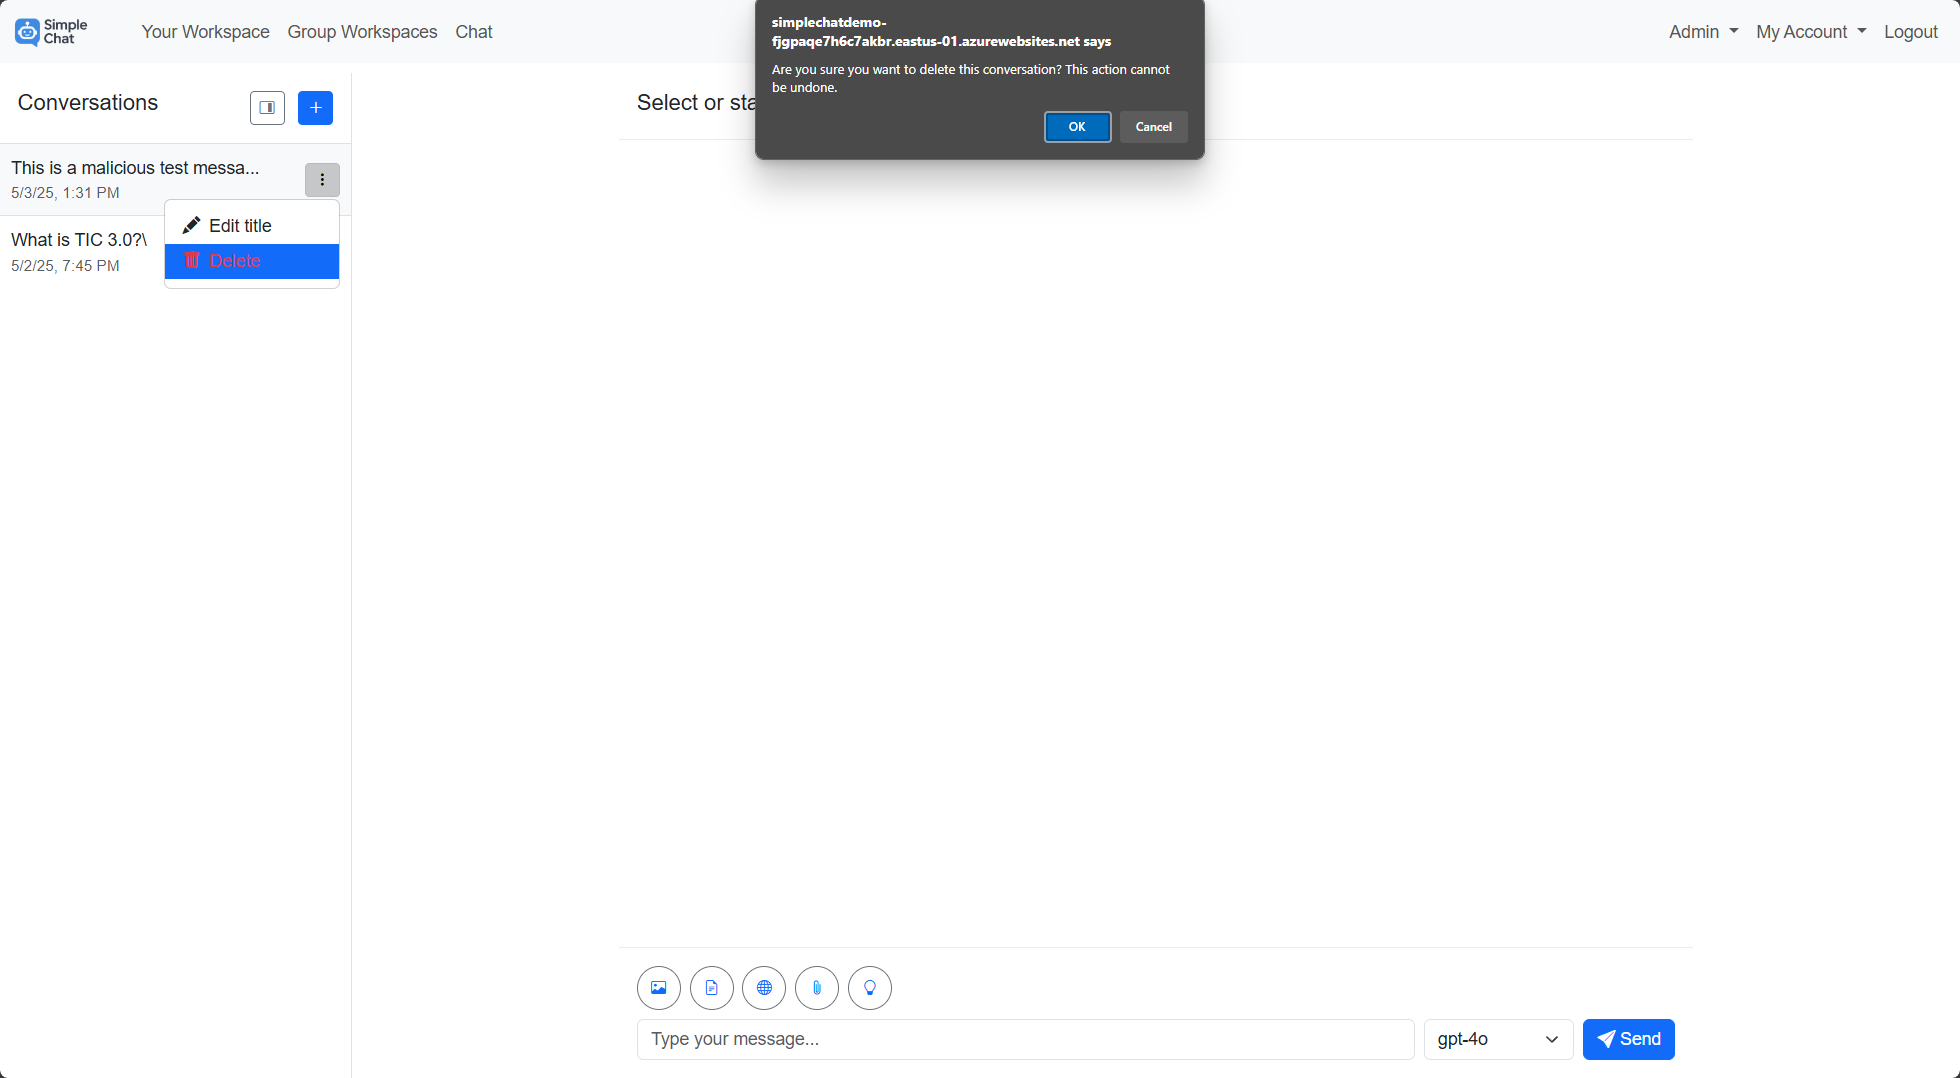 Simple
Chat
Your Workspace
Group Workspaces
Chat
Admin
My Account
Logout
simplechatdemo-
fjgpaqe7h6c7akbr.eastus-01.azurewebsites.net says
Are you sure you want to delete this conversation? This action cannot
be undone.
OK
Cancel
Conversations
+
Select or sta
This is a malicious test messa...
5/3/25, 1:31 PM
Edit title
Delete
What is TIC 3.0?\
5/2/25, 7:45 PM
Type your message...
gpt-4o
Send